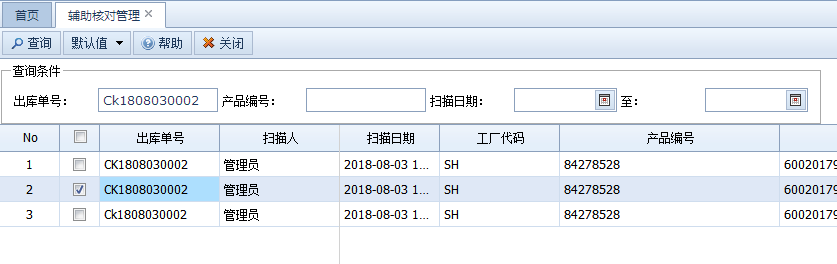 首页 辅助核对管理
查询 默认值 帮助 关闭
查询条件
出库单号： Ck1808030002 产品编号： 扫描日期： 至：
No 出库单号 扫描人 扫描日期 工厂代码 产品编号
1 CK1808030002 管理员 2018-08-03 1... SH 84278528 60020179
2 CK1808030002 管理员 2018-08-03 1... SH 84278528 60020179
3 Ck1808030002 管理员 2018-08-03 1... SH 84278528 60020179